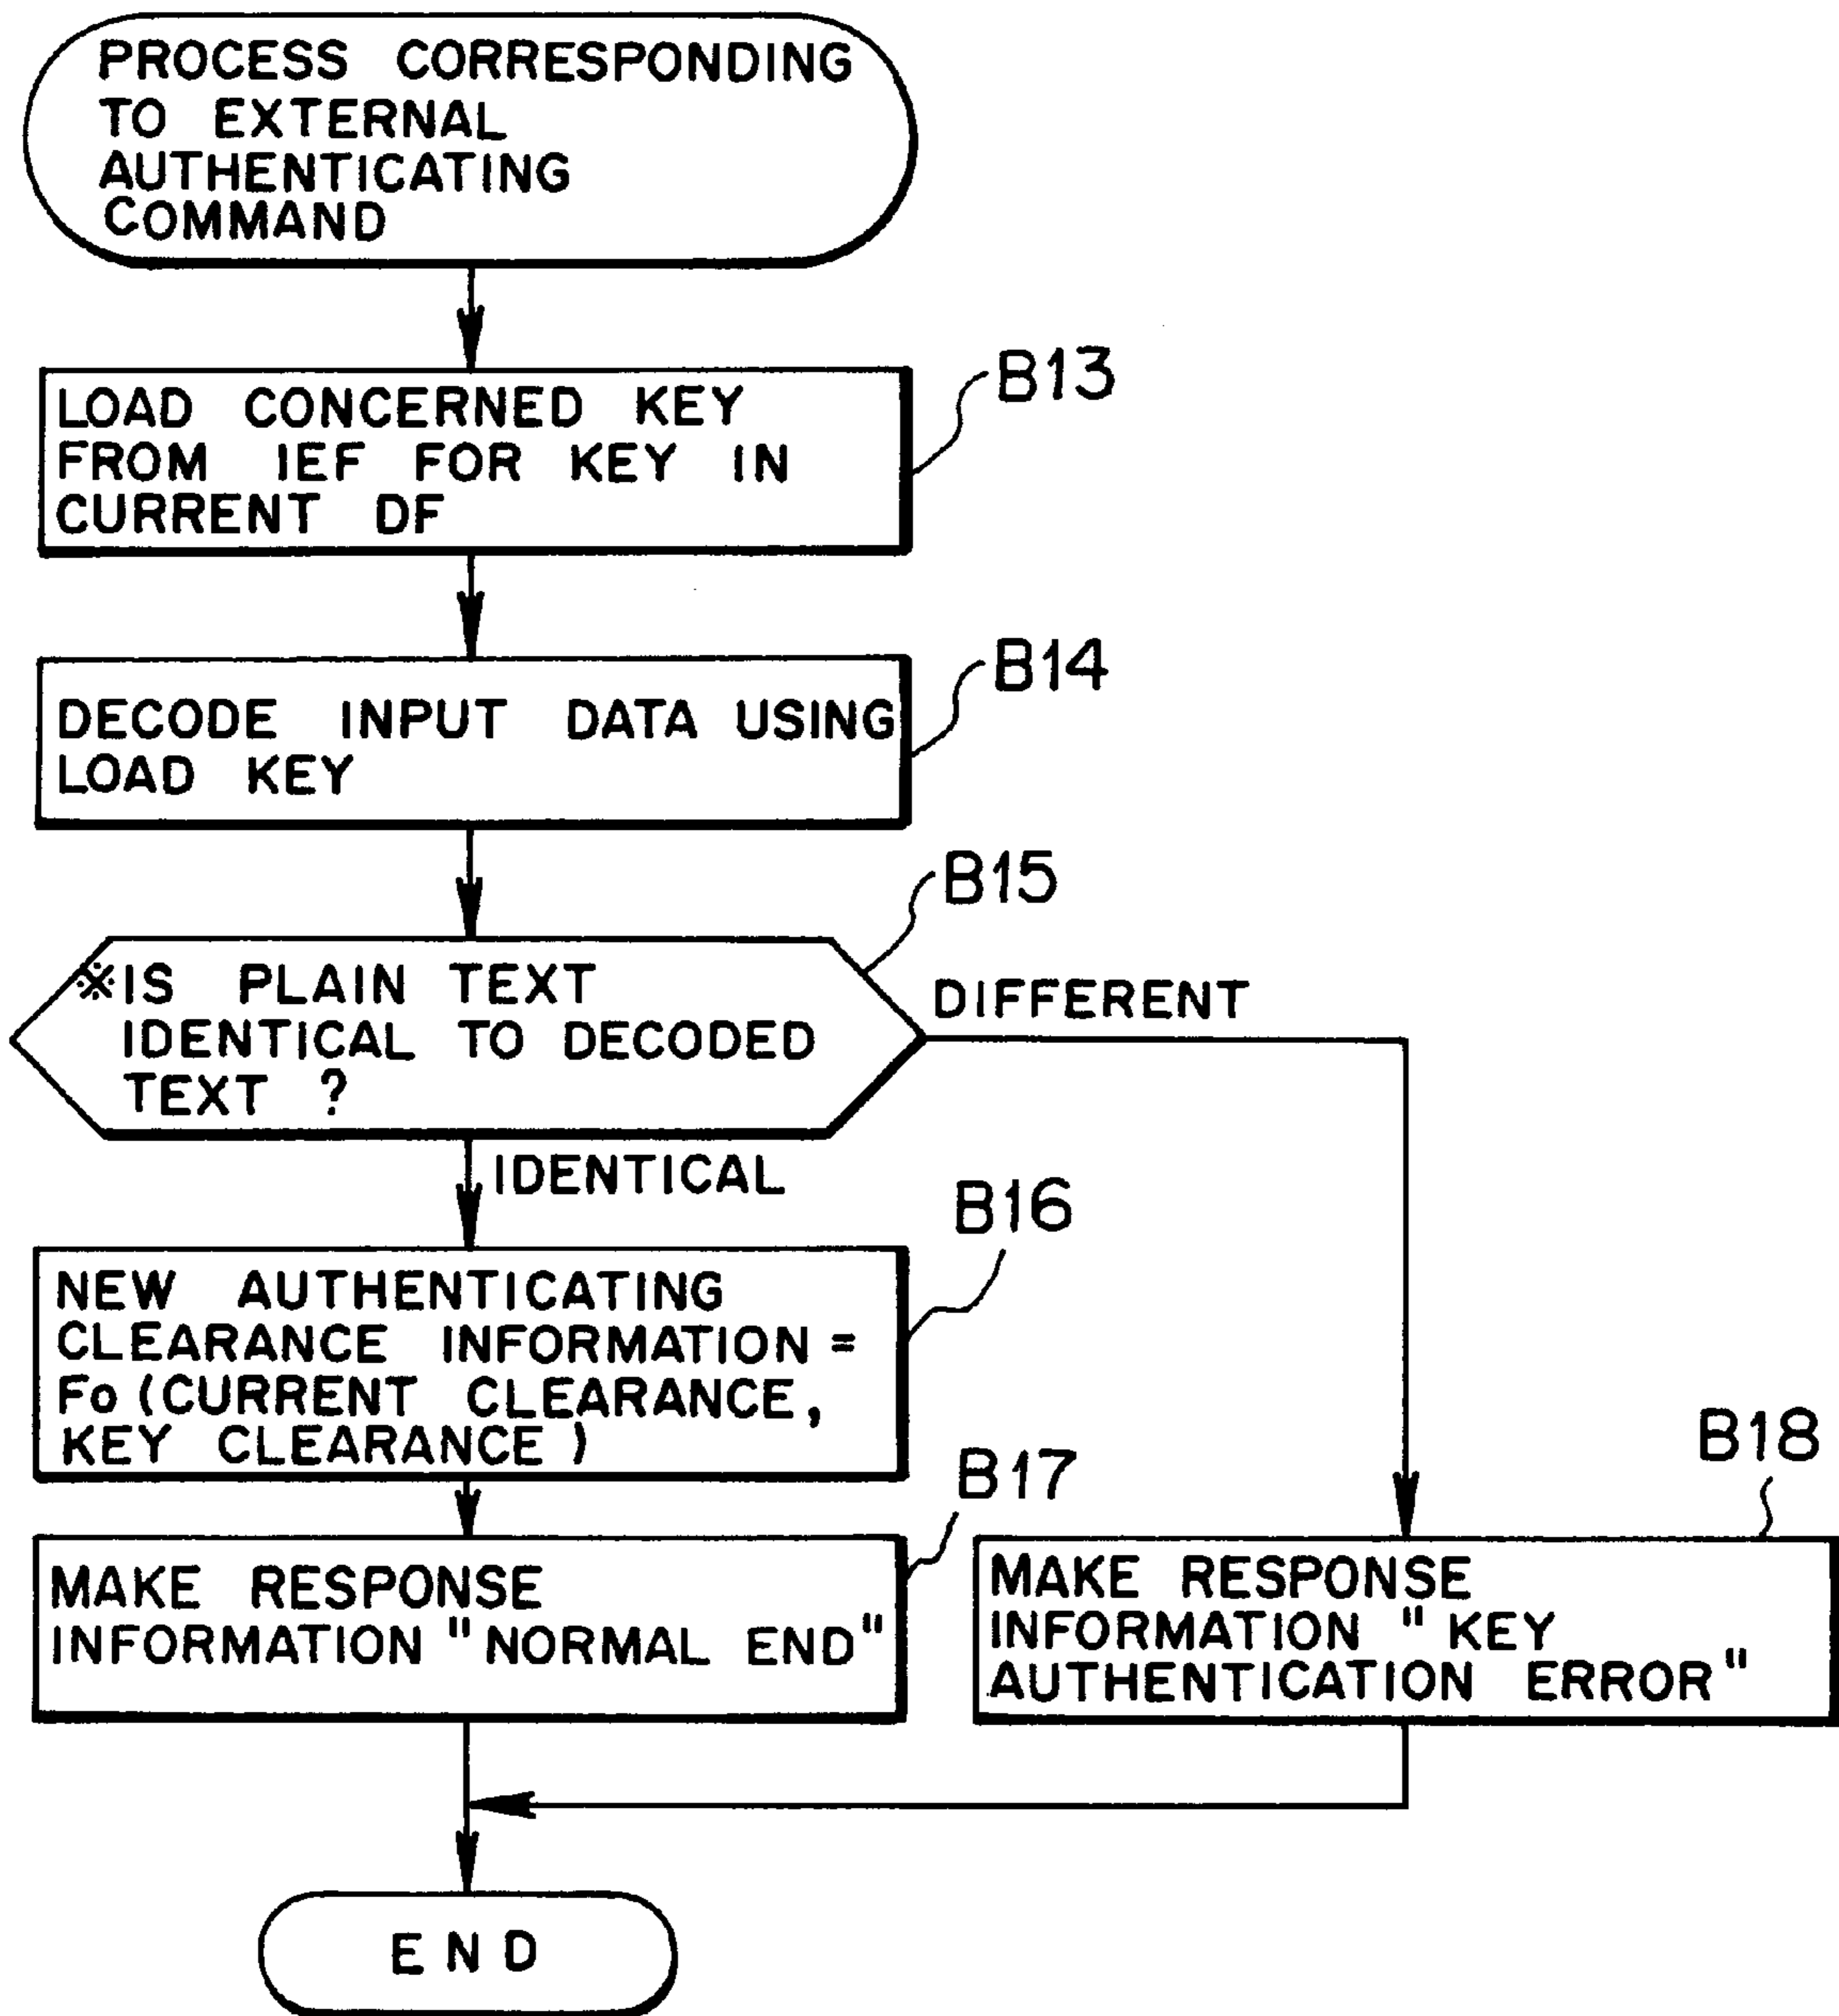 PROCESS CORRESPONDING
TO EXTERNAL
AUTHENTICATING
COMMAND
B13
LOAD CONCERNED KEY
FROM IEF FOR KEY IN
CURRENT DF
B14
DECODE INPUT DATA USING
LOAD KEY
B15
※IS PLAIN TEXT
IDENTICAL TO DECODED
TEXT ?
DIFFERENT
IDENTICAL
B16
NEW AUTHENTICATING
CLEARANCE INFORMATION =
Fo (CURRENT CLEARANCE,
KEY CLEARANCE)
B17
MAKE RESPONSE
INFORMATION "NORMAL END"
B18
MAKE RESPONSE
INFORMATION "KEY
AUTHENTICATION ERROR"
END